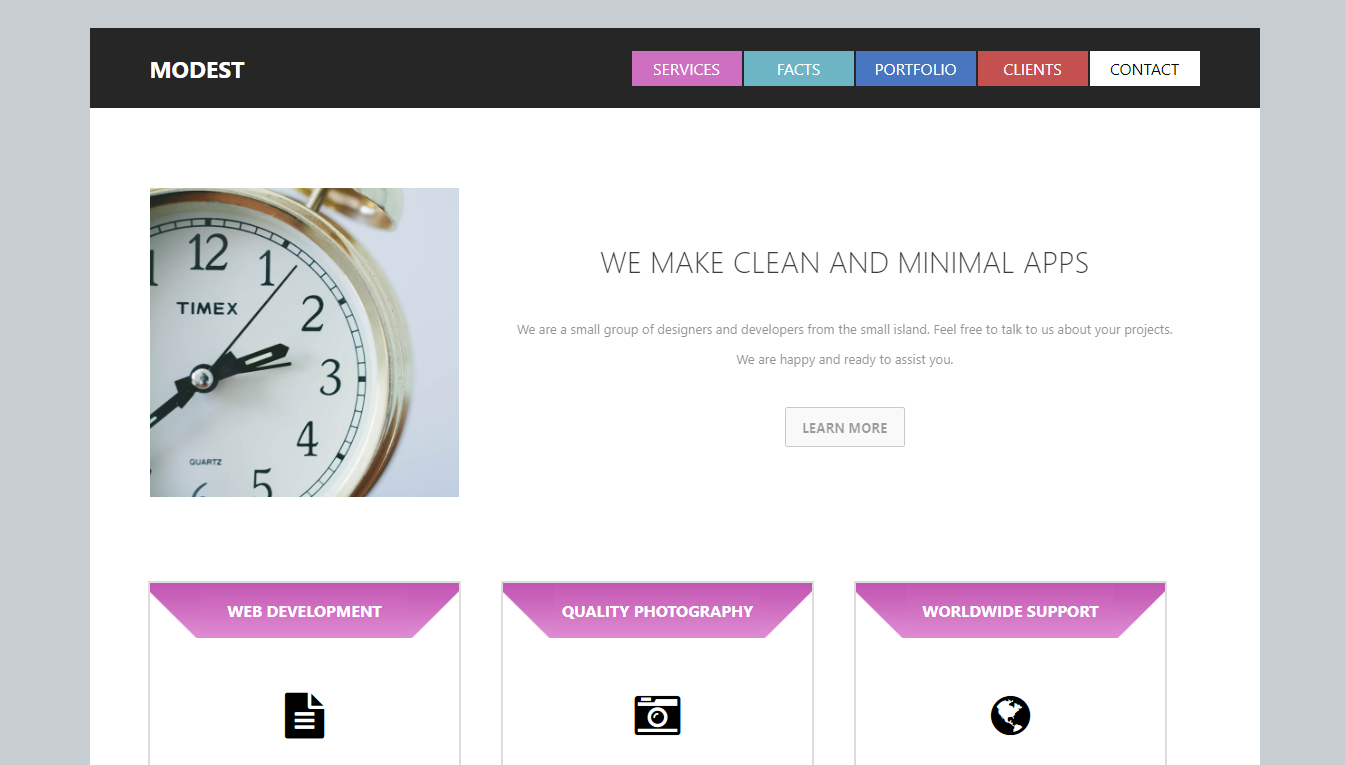 MODEST
SERVICES
FACTS
PORTFOLIO
CLIENTS
CONTACT
12
1
1
2
TIMEX
3
4
QUARTZ
5
6
WE MAKE CLEAN AND MINIMAL APPS
We are a small group of designers and developers from the small island. Feel free to talk to us about your projects.
We are happy and ready to assist you.
LEARN MORE
WEB DEVELOPMENT
QUALITY PHOTOGRAPHY
WORLDWIDE SUPPORT